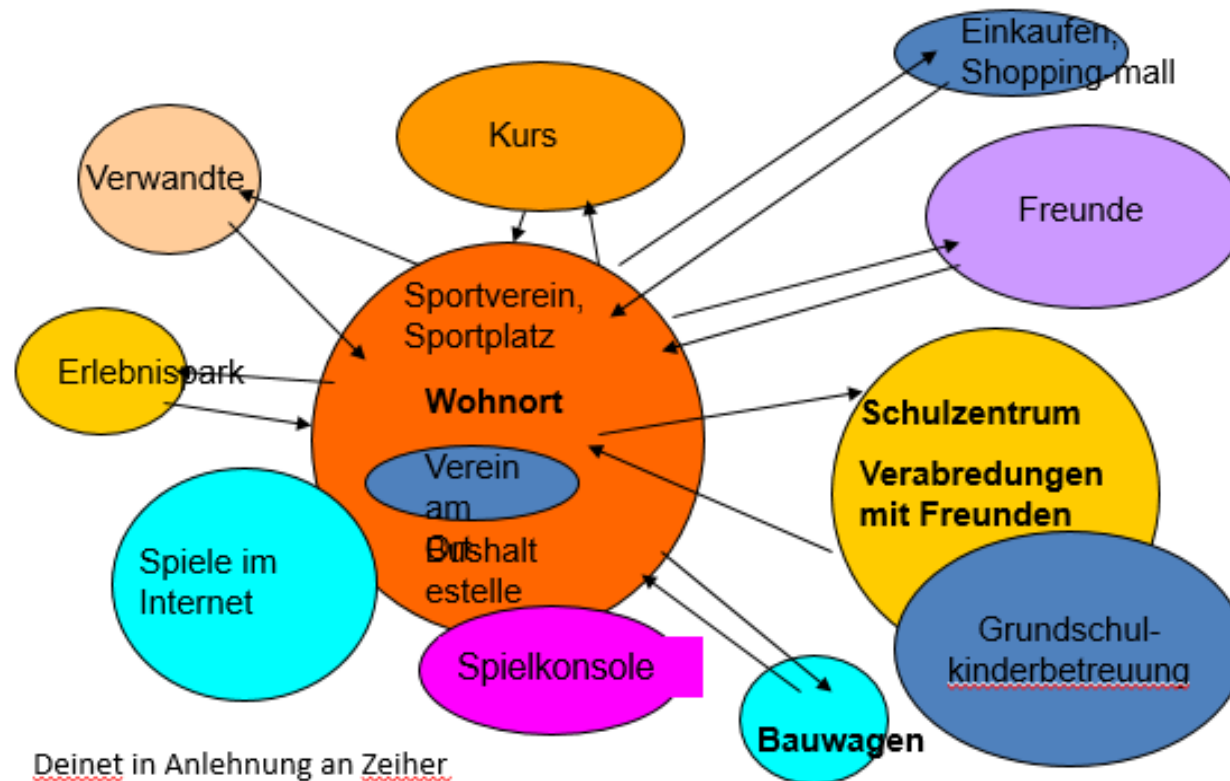 Einkaufen,
Shopping-mall
Kurs
Verwandte
Freunde
Sportverein,
Sportplatz
Erlebnispark
Wohnort
Schulzentrum
Verein
am
Ort
Verabredungen
mit Freunden
Bushalt
estelle
Spiele im
Internet
Grundschul-
kinderbetreuung
Spielkonsole
Bauwagen
Deinet in Anlehnung an Zeiher